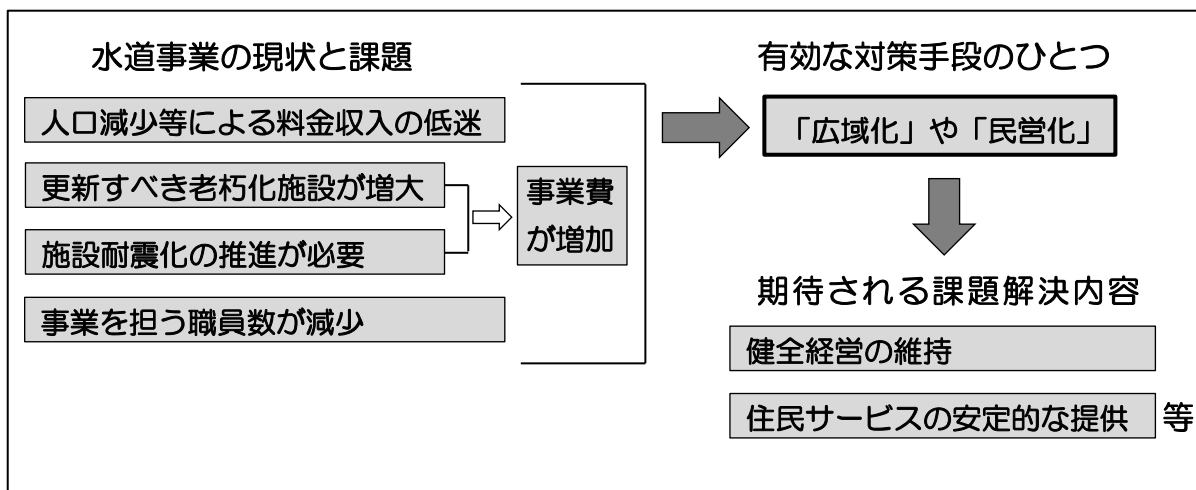 水道事業の現状と課題
人口減少等による料金収入の低迷
更新すべき老朽化施設が増大
施設耐震化の推進が必要
事業費
が増加
事業を担う職員数が減少
有効な対策手段のひとつ
「広域化」や「民営化」
期待される課題解決内容
健全経営の維持
住民サービスの安定的な提供 等